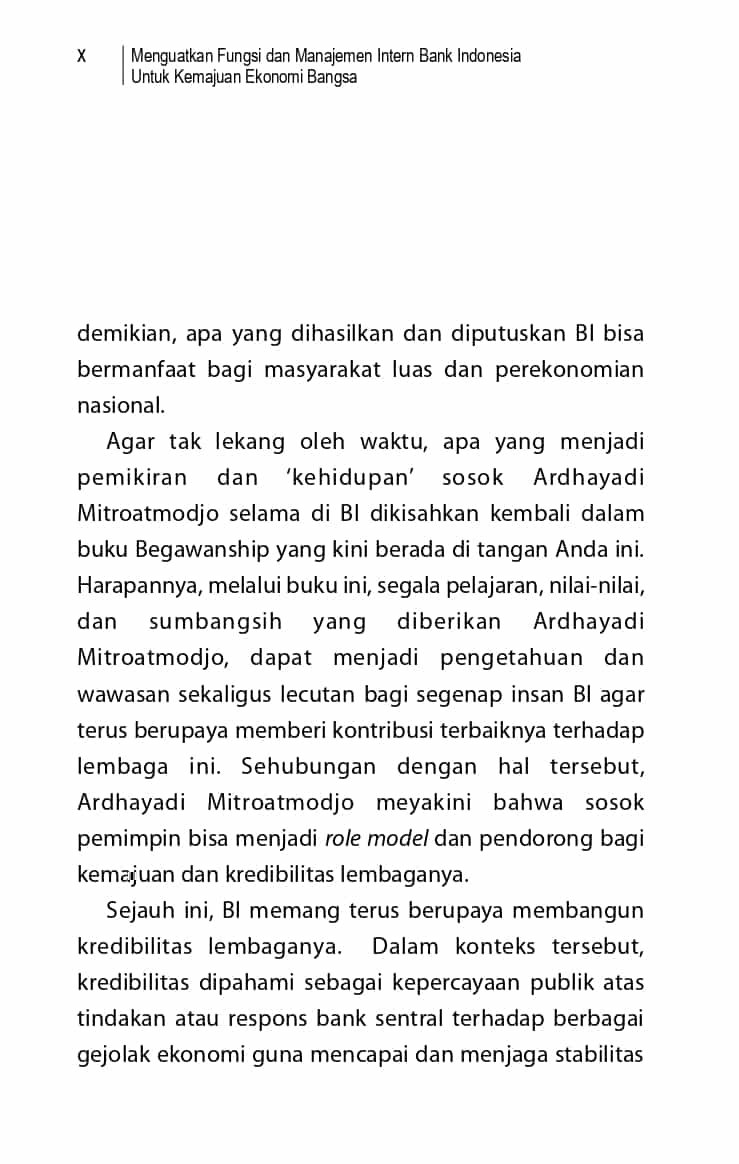 X
Menguatkan Fungsi dan Manajemen Intern Bank Indonesia
Untuk Kemajuan Ekonomi Bangsa
demikian, apa yang dihasilkan dan diputuskan BI bisa
bermanfaat bagi masyarakat luas dan perekonomian
nasional.
Agar tak lekang oleh waktu, apa yang menjadi
pemikiran dan ‘kehidupan’ sosok Ardhayadi
Mitroatmodjo selama di BI dikisahkan kembali dalam
buku Begawanship yang kini berada di tangan Anda ini.
Harapannya, melalui buku ini, segala pelajaran, nilai-nilai,
dan sumbangsih yang diberikan Ardhayadi
Mitroatmodjo, dapat menjadi pengetahuan dan
wawasan sekaligus lecutan bagi segenap insan BI agar
terus berupaya memberi kontribusi terbaiknya terhadap
lembaga ini. Sehubungan dengan hal tersebut,
Ardhayadi Mitroatmodjo meyakini bahwa sosok
pemimpin bisa menjadi role model dan pendorong bagi
kemajuan dan kredibilitas lembaganya.
Sejauh ini, BI memang terus berupaya membangun
kredibilitas lembaganya. Dalam konteks tersebut,
kredibilitas dipahami sebagai kepercayaan publik atas
tindakan atau respons bank sentral terhadap berbagai
gejolak ekonomi guna mencapai dan menjaga stabilitas